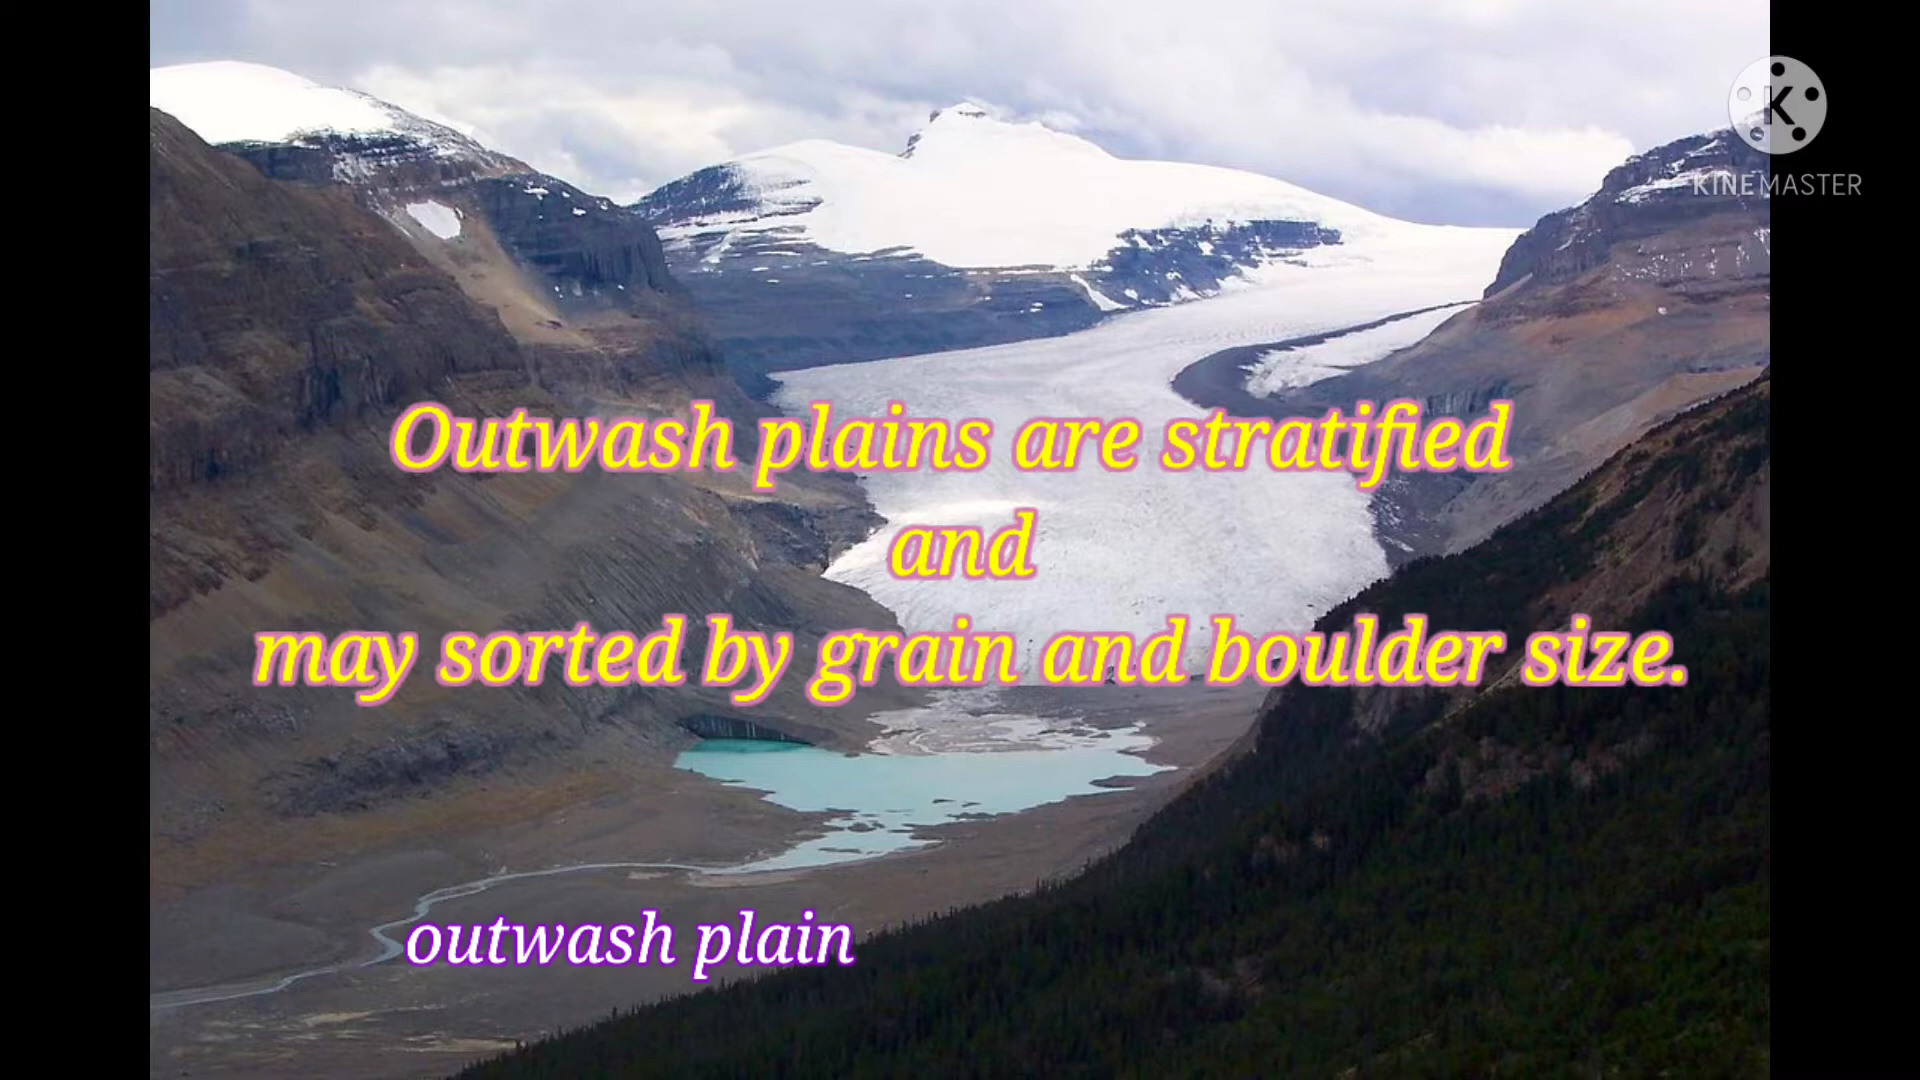 K
KINEMASTER
Outwash plains are stratified
and
may sorted by grain and boulder size.
outwash plain